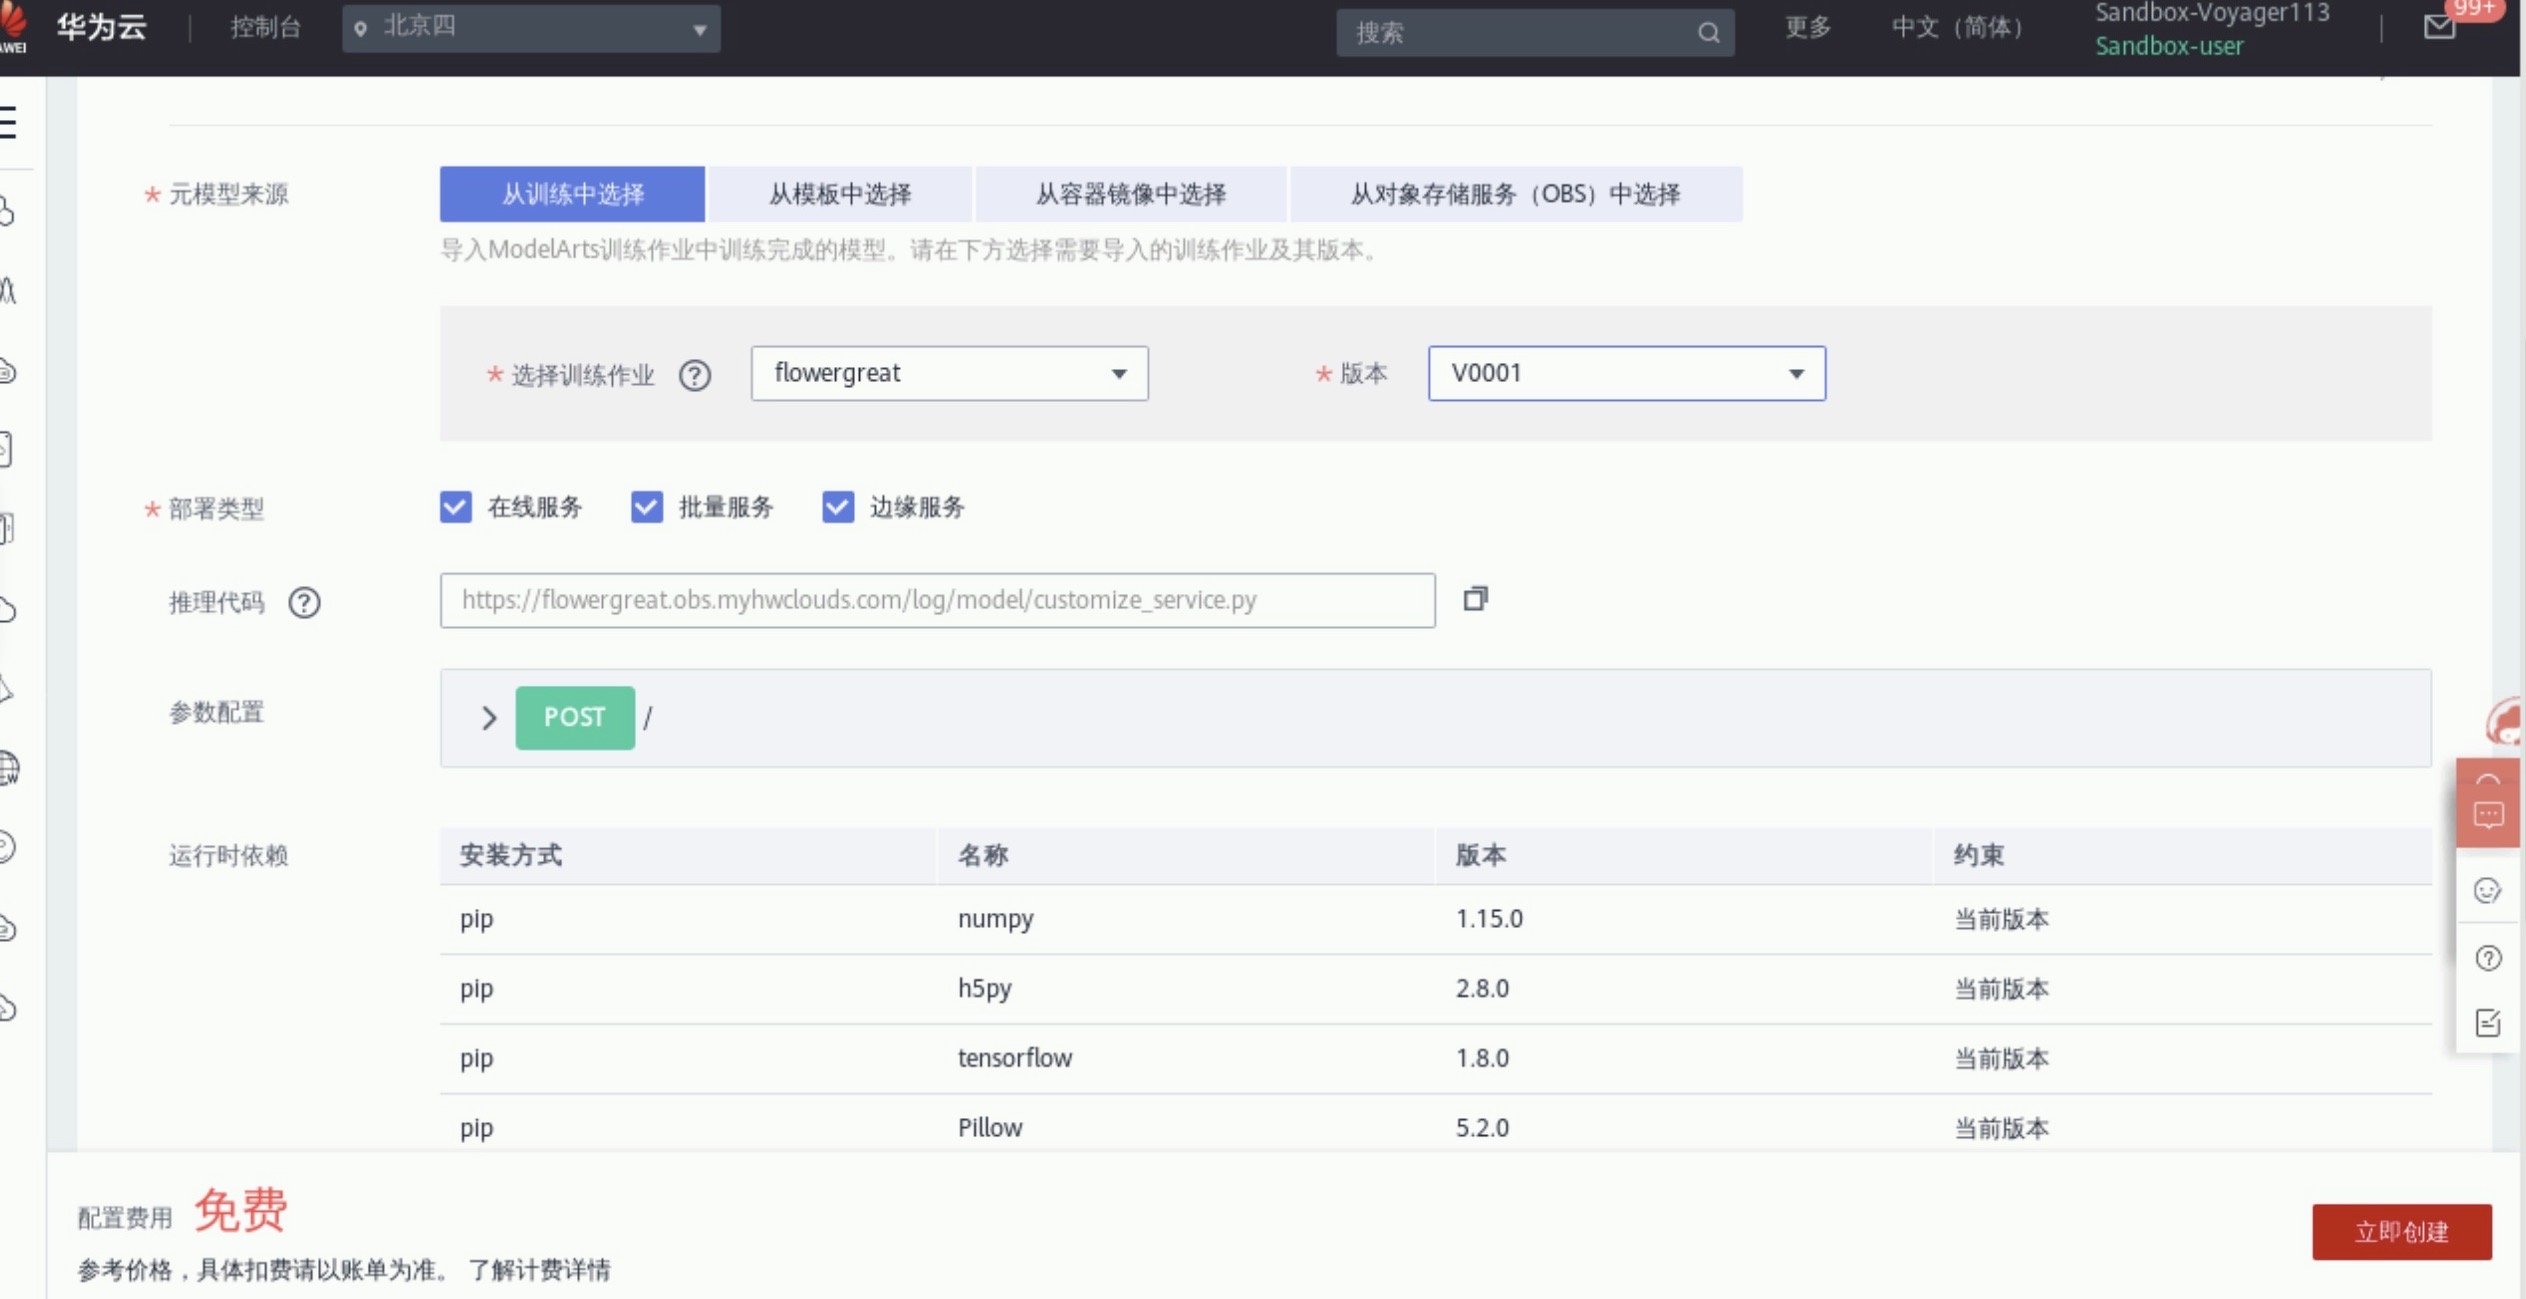 华为云 控制台 北京四 搜索 更多 中文（简体） Sandbox-Voyager113 99+
Sandbox-user
元模型来源 从训练中选择 从模板中选择 从容器镜像中选择 从对象存储服务（OBS）中选择
导入ModelArts训练作业中训练完成的模型。请在下方选择需要导入的训练作业及其版本。
* 选择训练作业 ? flowergreat * 版本 V0001
* 部署类型 在线服务 批量服务 边缘服务
推理代码 ? https://flowergreat.obs.myhwclouds.com/log/model/customize_service.py
参数配置 > POST /
运行时依赖 安装方式 名称 版本 约束
pip numpy 1.15.0 当前版本
pip h5py 2.8.0 当前版本
pip tensorflow 1.8.0 当前版本
pip Pillow 5.2.0 当前版本
配置费用 免费
立即创建
参考价格，具体扣费请以账单为准。 了解计费详情